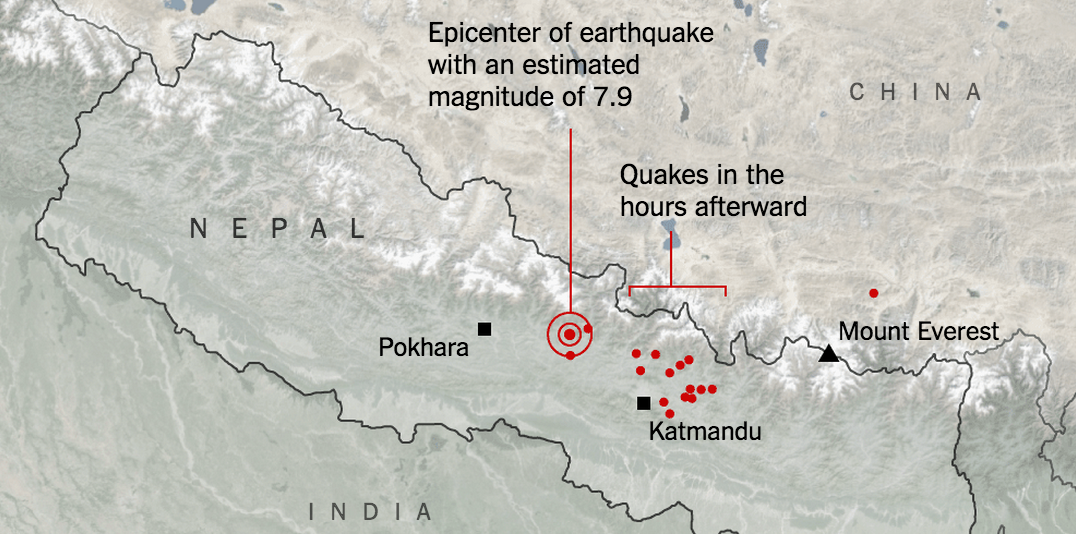 Epicenter of earthquake
with an estimated
magnitude of 7.9
CHINA
Quakes in the
hours afterward
NEPAL
Mount Everest
Pokhara
Katmandu
INDIA